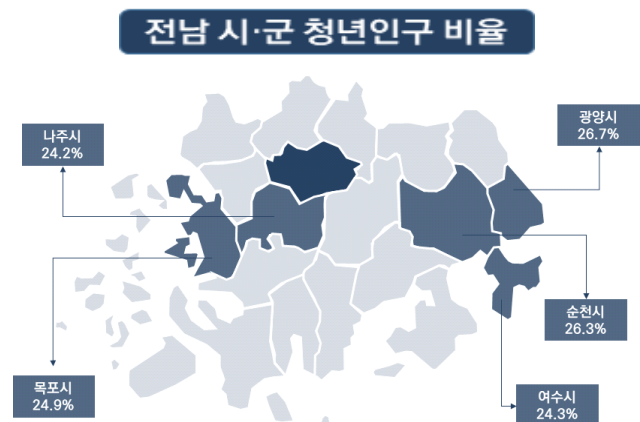 전남 시·군 청년인구 비율
나주시
24.2%
광양시
26.7%
순천시
26.3%
목포시
24.9%
여수시
24.3%